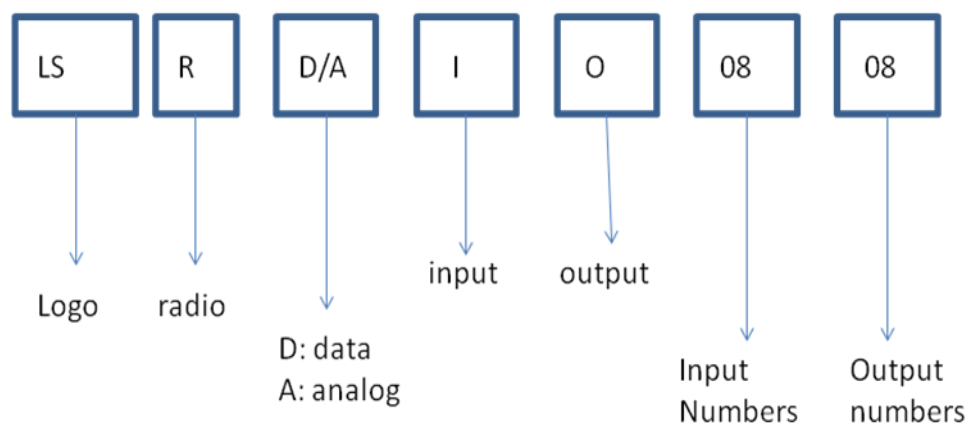 LS R D/A I O 08 08
input output
Logo radio
D: data
A: analog
Input Output
Numbers numbers